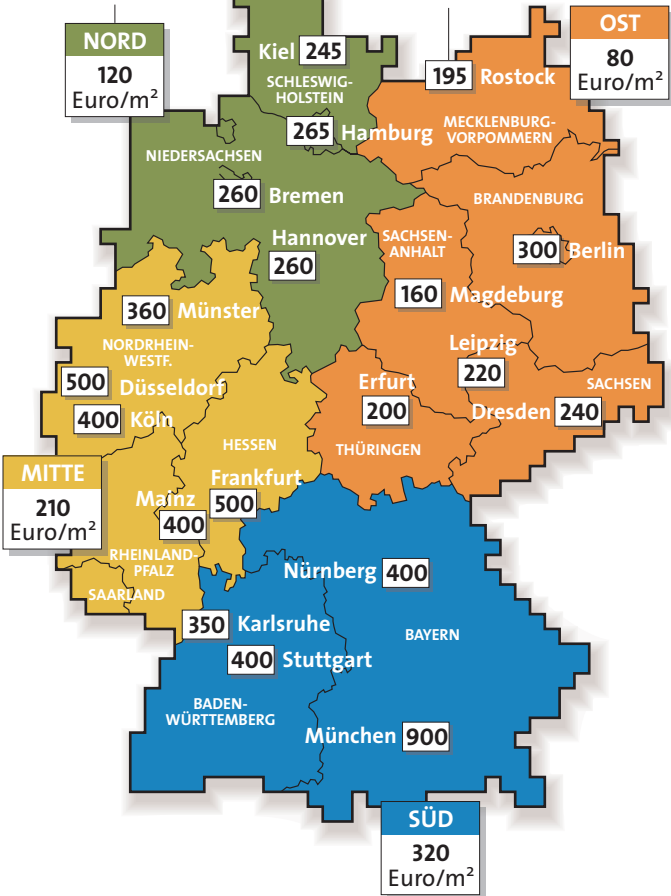 NORD
120
Euro/m²
OST
80
Euro/m²
Kiel 245
SCHLESWIG-
HOLSTEIN
195 Rostock
265 Hamburg
MECKLENBURG-
VORPOMMERN
NIEDERSACHSEN
260 Bremen
BRANDENBURG
Hannover
260
SACHSEN-
ANHALT
300 Berlin
160 Magdeburg
360 Münster
NORDRHEIN-
WESTF.
Leipzig
220
500 Düsseldorf
Erfurt
200
SACHSEN
400 Köln
Dresden 240
HESSEN
THÜRINGEN
MITTE
210
Euro/m²
Frankfurt
500
Mainz
400
RHEINLAND-
PFALZ
SAARLAND
Nürnberg 400
350 Karlsruhe
BAYERN
400 Stuttgart
BADEN-
WÜRTTEMBERG
München 900
SÜD
320
Euro/m²